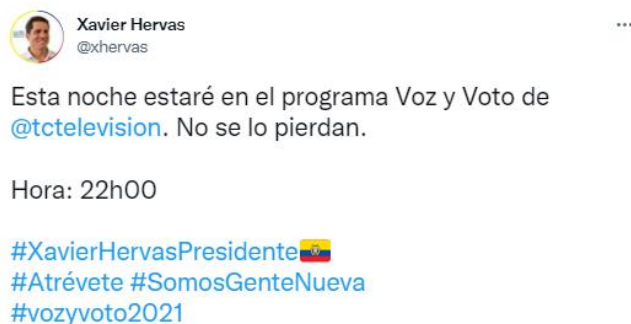 Xavier Hervas
@xhervas
Esta noche estaré en el programa Voz y Voto de
@tctelevision. No se lo pierdan.
Hora: 22h00
#XavierHervasPresidente🇪🇨
#Atrévete #SomosGenteNueva
#vozyvoto2021